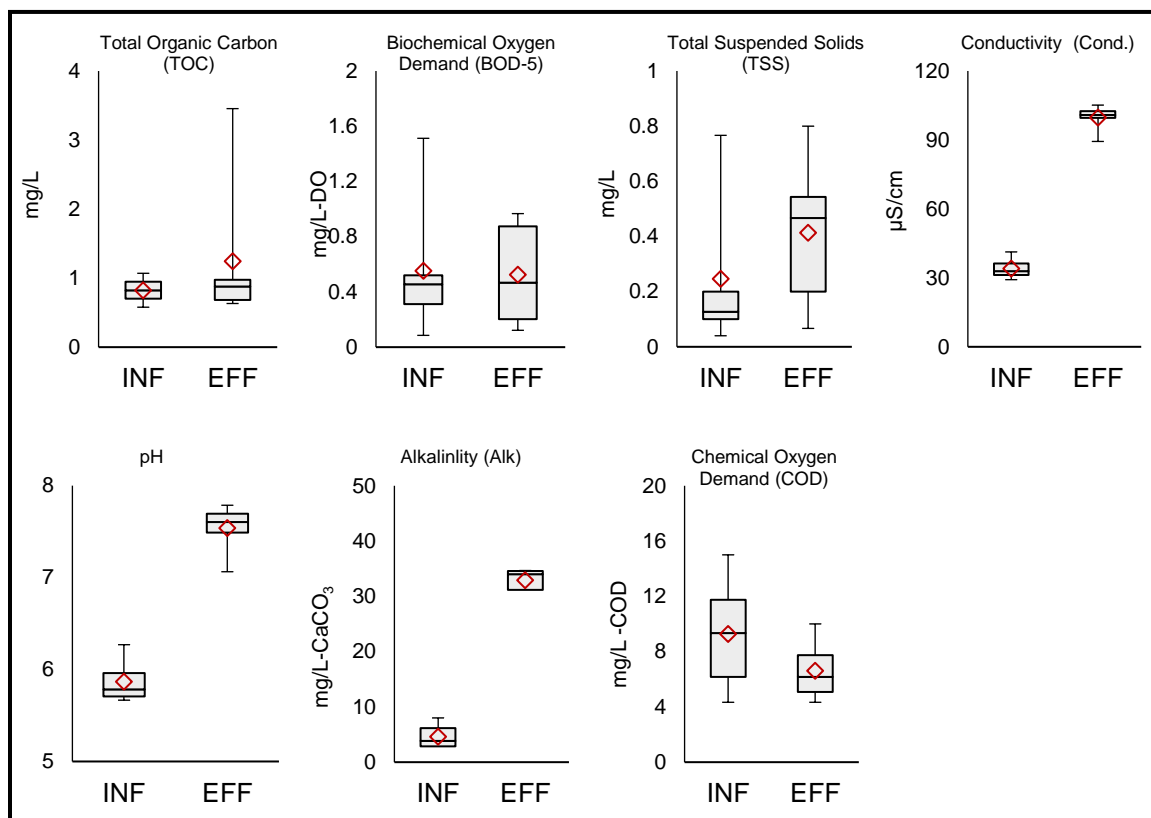 Total Organic Carbon
(TOC)
mg/L
4
3
2
1
0
INF EFF
Biochemical Oxygen
Demand (BOD-5)
mg/L-DO
2
1.6
1.2
0.8
0.4
0
INF EFF
Total Suspended Solids
(TSS)
mg/L
1
0.8
0.6
0.4
0.2
0
INF EFF
Conductivity (Cond.)
µS/cm
120
90
60
30
0
INF EFF
pH
8
7
6
5
INF EFF
Alkalinlity (Alk)
mg/L-CaCO₃
50
40
30
20
10
0
INF EFF
Chemical Oxygen
Demand (COD)
mg/L -COD
20
16
12
8
4
0
INF EFF